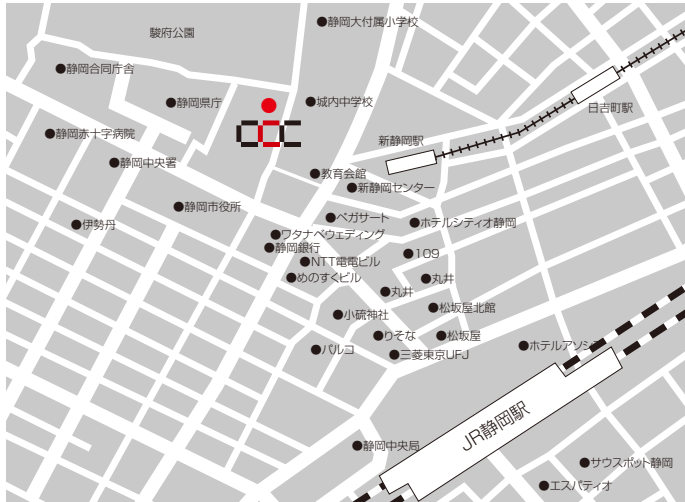 静岡大付属小学校
駿府公園
静岡合同庁舎
静岡県庁
城内中学校
日吉町駅
静岡赤十字病院
新静岡駅
静岡中央署
教育会館
新静岡センター
静岡市役所
ペガサート
ホテルシティオ静岡
伊勢丹
ワタナベウェディング
静岡銀行
109
NTT電電ビル
めのすくビル
丸井
丸井
松坂屋北館
小硫神社
りそな
松坂屋
パルコ
三菱東京UFJ
ホテルアソシア
JR静岡駅
静岡中央局
サウスポット静岡
エスパティオ